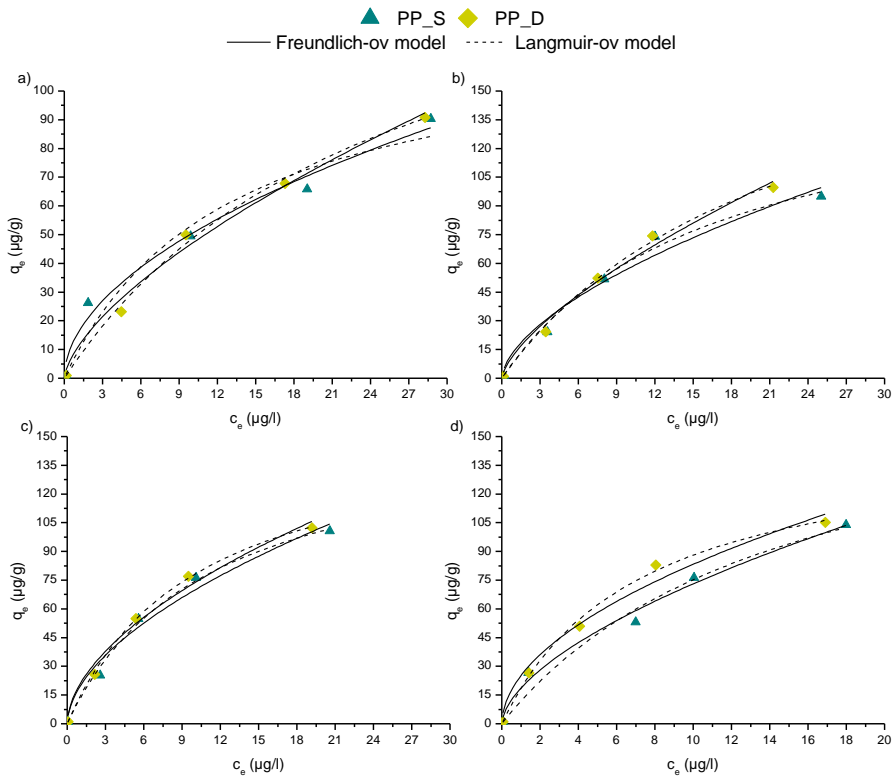 PP_S PP_D
Freundlich-ov model Langmuir-ov model
a)
100
90
80
70
60
50
40
30
20
10
0
0 3 6 9 12 15 18 21 24 27 30
qe (µg/g)
ce (µg/l)
b)
150
135
120
105
90
75
60
45
30
15
0
0 3 6 9 12 15 18 21 24 27 30
qe (µg/g)
ce (µg/l)
c)
150
135
120
105
90
75
60
45
30
15
0
0 3 6 9 12 15 18 21 24 27 30
qe (µg/g)
ce (µg/l)
d)
150
135
120
105
90
75
60
45
30
15
0
0 2 4 6 8 10 12 14 16 18 20
qe (µg/g)
ce (µg/l)